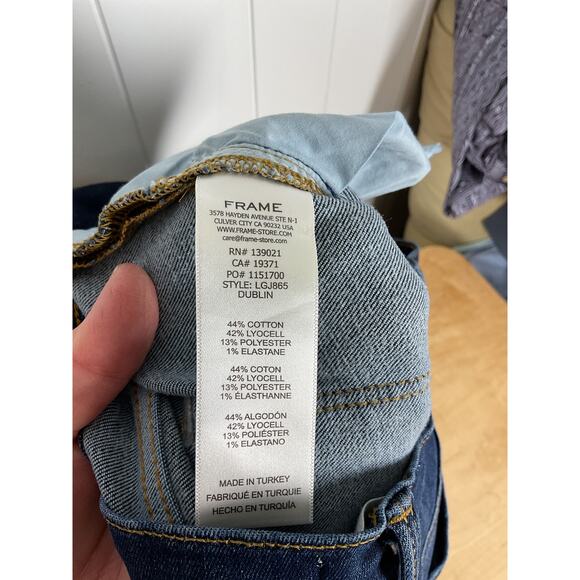 FRAME
3578 HAYDEN AVENUE STE N-1
CULVER CITY CA 90232 USA
WWW.FRAME-STORE.COM
care@frame-store.com
RN# 139021
CA# 19371
PO# 1151700
STYLE: LGJ865
DUBLIN
44% COTTON
42% LYOCELL
13% POLYESTER
1% ELASTANE
44% COTON
42% LYOCELL
13% POLYESTER
1% ÉLASTHANNE
44% ALGODÓN
42% LYOCELL
13% POLIÉSTER
1% ELASTANO
MADE IN TURKEY
FABRIQUÉ EN TURQUIE
HECHO EN TURQUÍA